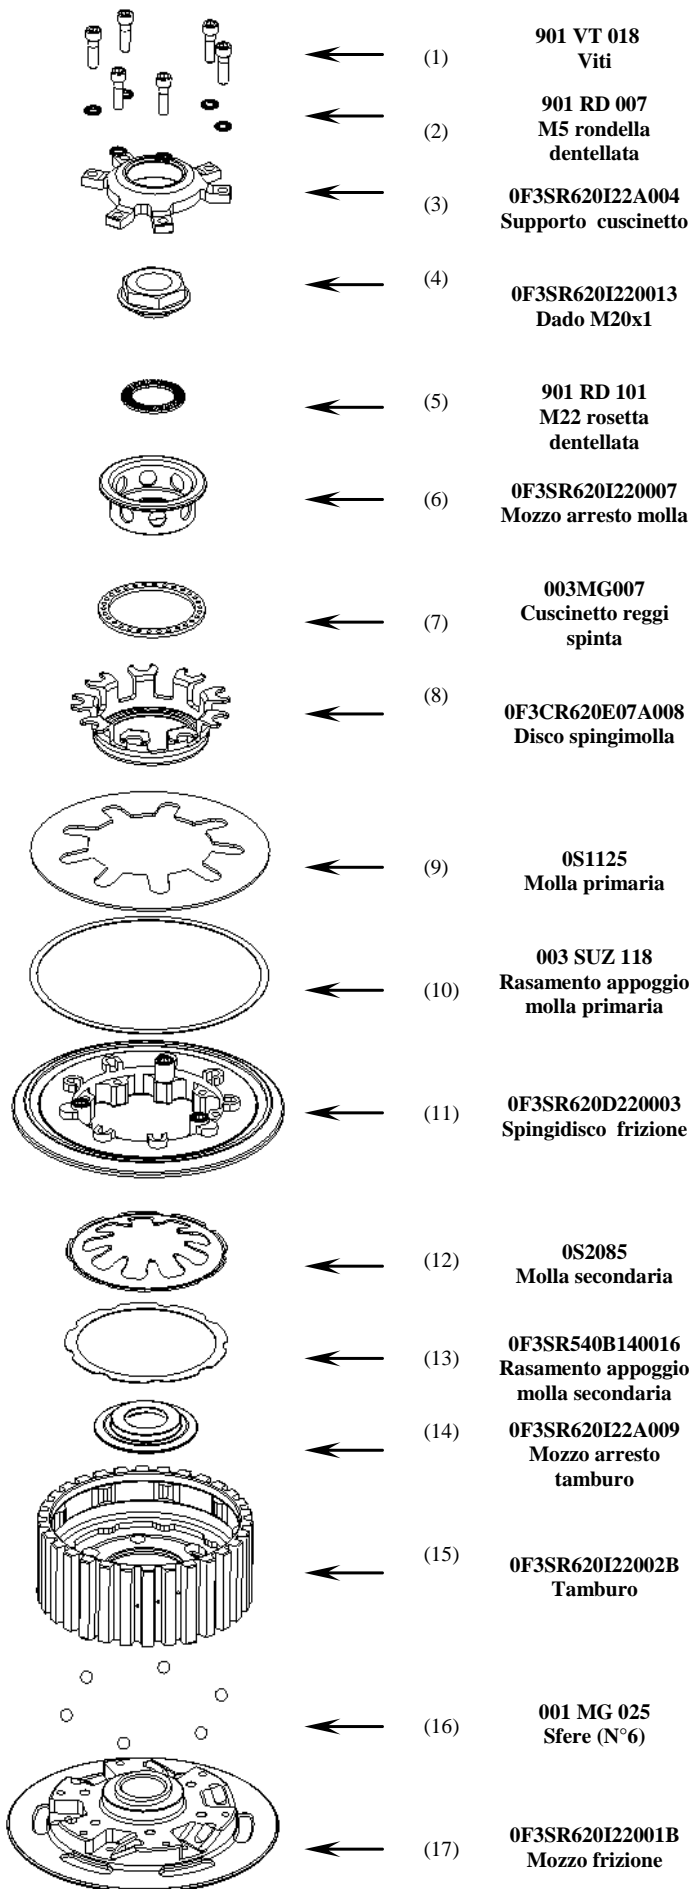 (1) 901 VT 018
Viti
(2) 901 RD 007
M5 rondella
dentellata
(3) 0F3SR620I22A004
Supporto cuscinetto
(4) 0F3SR620I220013
Dado M20x1
(5) 901 RD 101
M22 rosetta
dentellata
(6) 0F3SR620I220007
Mozzo arresto molla
(7) 003MG007
Cuscinetto reggi
spinta
(8) 0F3CR620E07A008
Disco spingimolla
(9) 0S1125
Molla primaria
(10) 003 SUZ 118
Rasamento appoggio
molla primaria
(11) 0F3SR620D220003
Spingidisco frizione
(12) 0S2085
Molla secondaria
(13) 0F3SR540B140016
Rasamento appoggio
molla secondaria
(14) 0F3SR620I22A009
Mozzo arresto
tamburo
(15) 0F3SR620I22002B
Tamburo
(16) 001 MG 025
Sfere (N°6)
(17) 0F3SR620I22001B
Mozzo frizione